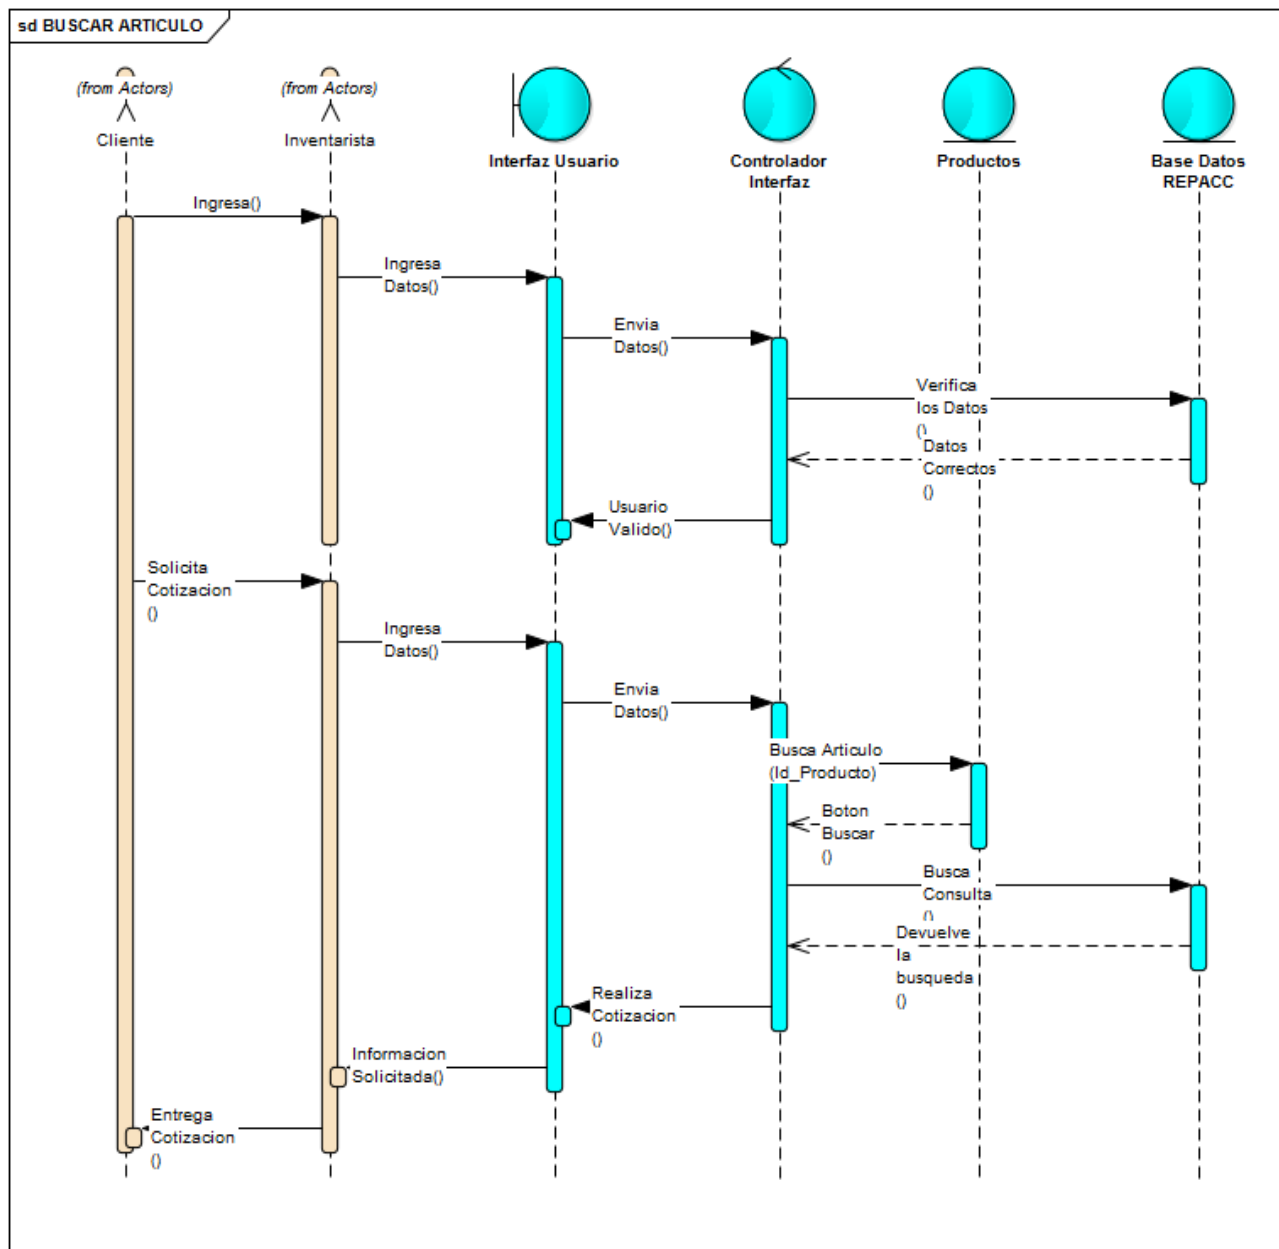 sd BUSCAR ARTICULO
(from Actors)
(from Actors)
Cliente
Inventarista
Interfaz Usuario
Controlador
Interfaz
Productos
Base Datos
REPACC
Ingresa()
Ingresa
Datos()
Envia
Datos()
Verifica
los Datos
()
Datos
Correctos
()
Usuario
Valido()
Solicita
Cotizacion
()
Ingresa
Datos()
Envia
Datos()
Busca Articulo
(Id_Producto)
Boton
Buscar
()
Busca
Consulta
()
Devuelve
la
busqueda
()
Realiza
Cotizacion
()
Informacion
Solicitada()
Entrega
Cotizacion
()